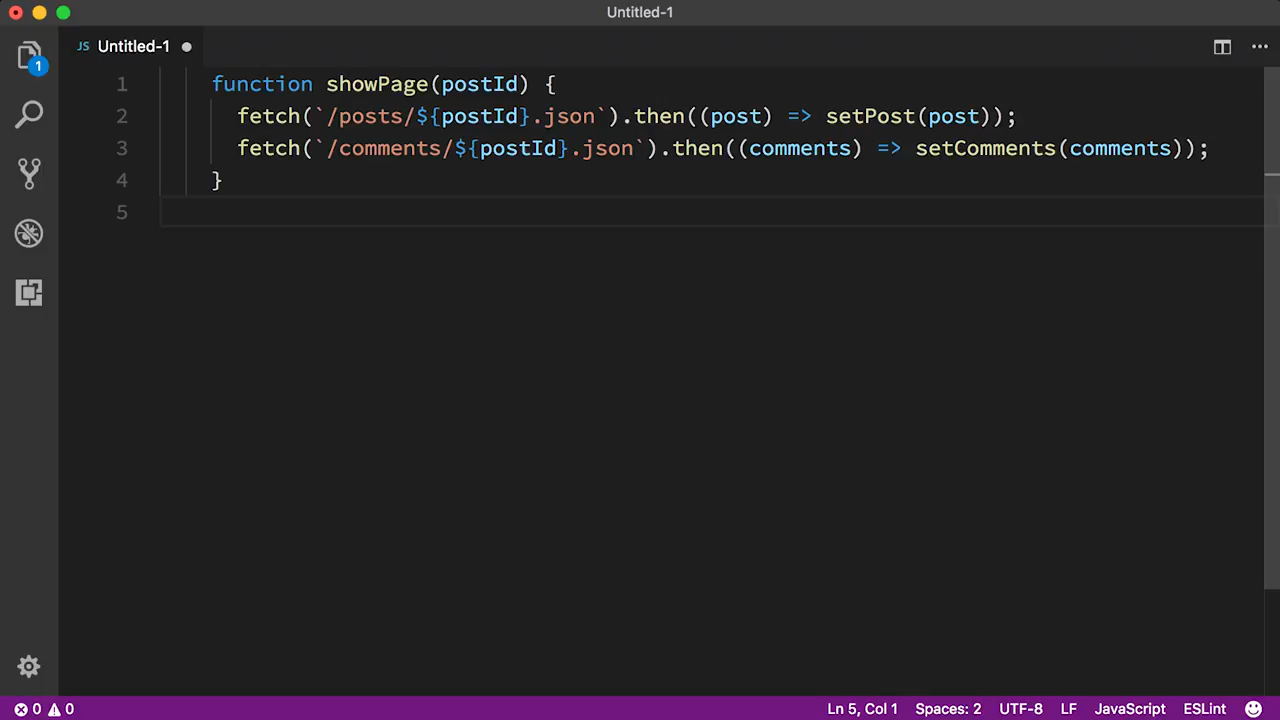 Untitled-1
JS Untitled-1
1
1 function showPage(postId) {
2 fetch(`/posts/${postId}.json`).then((post) => setPost(post));
3 fetch(`/comments/${postId}.json`).then((comments) => setComments(comments));
4 }
5
0 0 Ln 5, Col 1 Spaces: 2 UTF-8 LF JavaScript ESLint